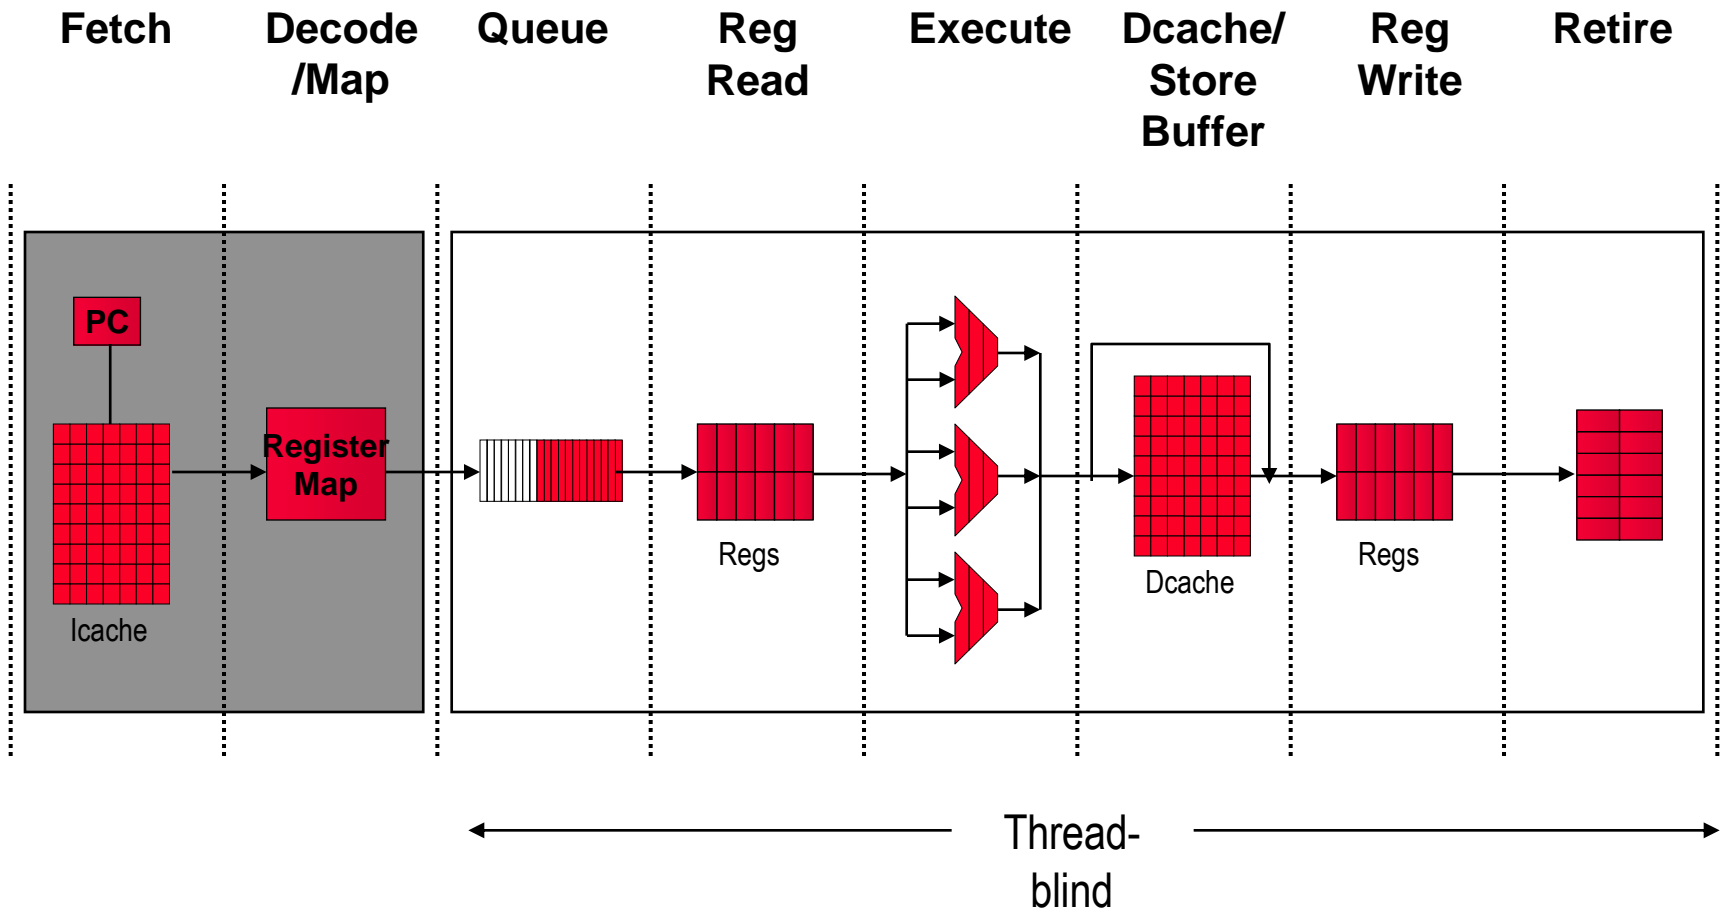 Fetch
Decode
/Map
Queue
Reg
Read
Execute
Dcache/
Store
Buffer
Reg
Write
Retire
PC
Icache
Register
Map
Regs
Dcache
Regs
Thread-
blind